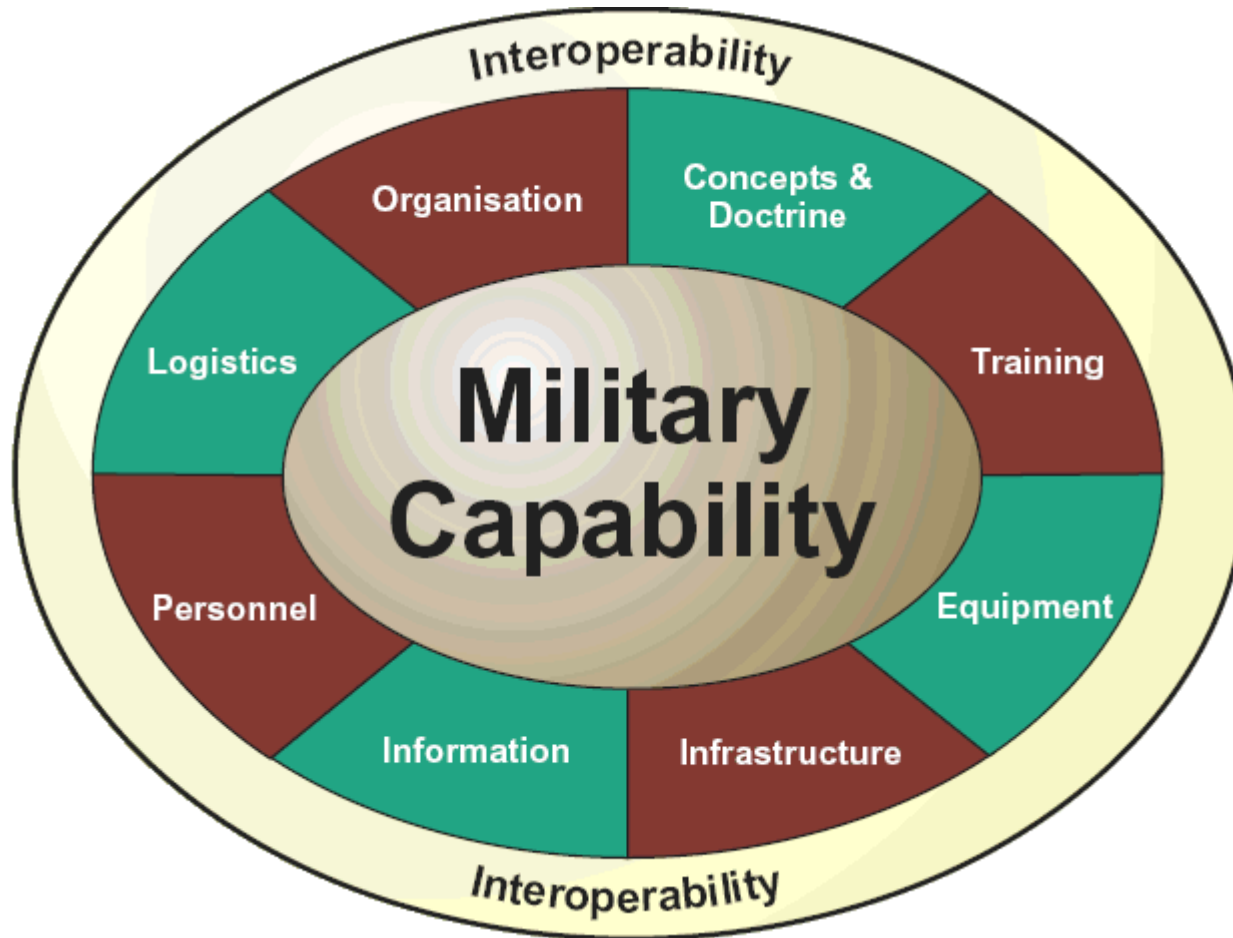 Interoperability
Organisation
Concepts &
Doctrine
Logistics
Training
Military
Capability
Personnel
Equipment
Information
Infrastructure
Interoperability